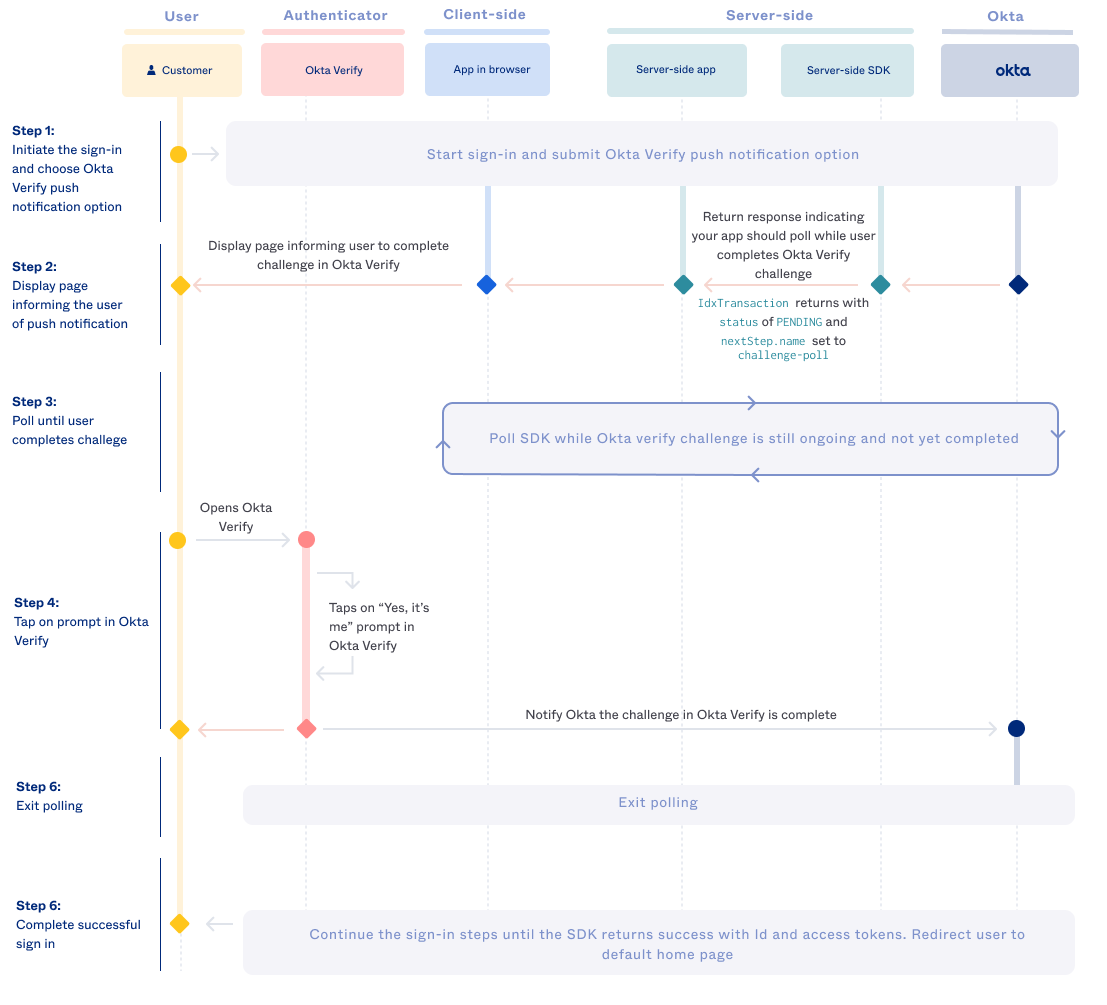 User
Authenticator
Client-side
Server-side
Okta
Customer
Okta Verify
App in browser
Server-side app
Server-side SDK
okta
Step 1:
Initiate the sign-in
and choose Okta
Verify push
notification option
Start sign-in and submit Okta Verify push notification option
Step 2:
Display page
informing the user
of push notification
Display page informing user to complete
challenge in Okta Verify
Return response indicating
your app should poll while user
completes Okta Verify
challenge
IdxTransaction returns with
status of PENDING and
nextStep.name set to
challenge-poll
Step 3:
Poll until user
completes challege
Poll SDK while Okta verify challenge is still ongoing and not yet completed
Opens Okta
Verify
Step 4:
Tap on prompt in Okta
Verify
Taps on “Yes, it’s
me” prompt in
Okta Verify
Notify Okta the challenge in Okta Verify is complete
Step 6:
Exit polling
Exit polling
Step 6:
Complete successful
sign in
Continue the sign-in steps until the SDK returns success with Id and access tokens. Redirect user to
default home page